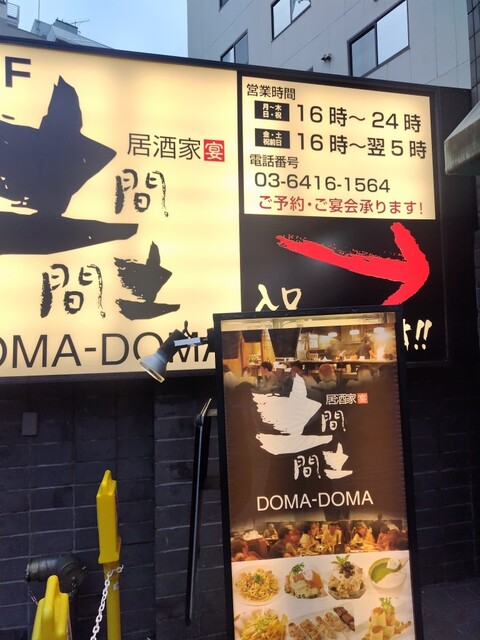 F
居酒家 宴
土間
間土
DOMA-DOMA
営業時間
月～木 日・祝 16時～24時
金・土 祝前日 16時～翌5時
電話番号
03-6416-1564
ご予約・ご宴会承ります!
入口
!!
居酒家 宴
土間
間土
DOMA-DOMA